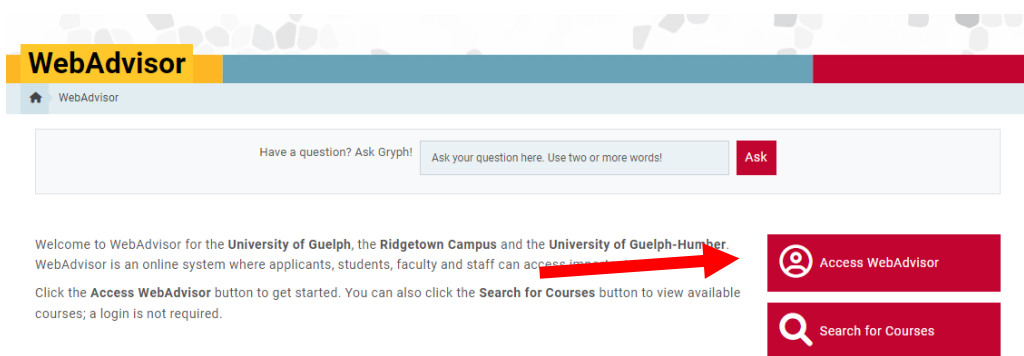 WebAdvisor
WebAdvisor
Have a question? Ask Gryph!
Ask your question here. Use two or more words!
Ask
Welcome to WebAdvisor for the University of Guelph, the Ridgetown Campus and the University of Guelph-Humber.
WebAdvisor is an online system where applicants, students, faculty and staff can access
Click the Access WebAdvisor button to get started. You can also click the Search for Courses button to view available
courses; a login is not required.
Access WebAdvisor
Search for Courses